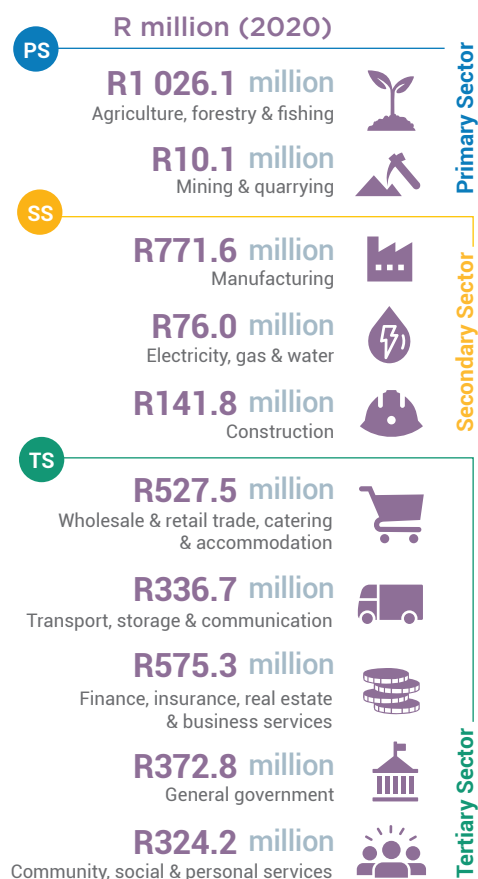 R million (2020)
PS
R1 026.1 million
Agriculture, forestry & fishing
R10.1 million
Mining & quarrying
Primary Sector
SS
R771.6 million
Manufacturing
R76.0 million
Electricity, gas & water
R141.8 million
Construction
Secondary Sector
TS
R527.5 million
Wholesale & retail trade, catering
& accommodation
R336.7 million
Transport, storage & communication
R575.3 million
Finance, insurance, real estate
& business services
R372.8 million
General government
R324.2 million
Community, social & personal services
Tertiary Sector